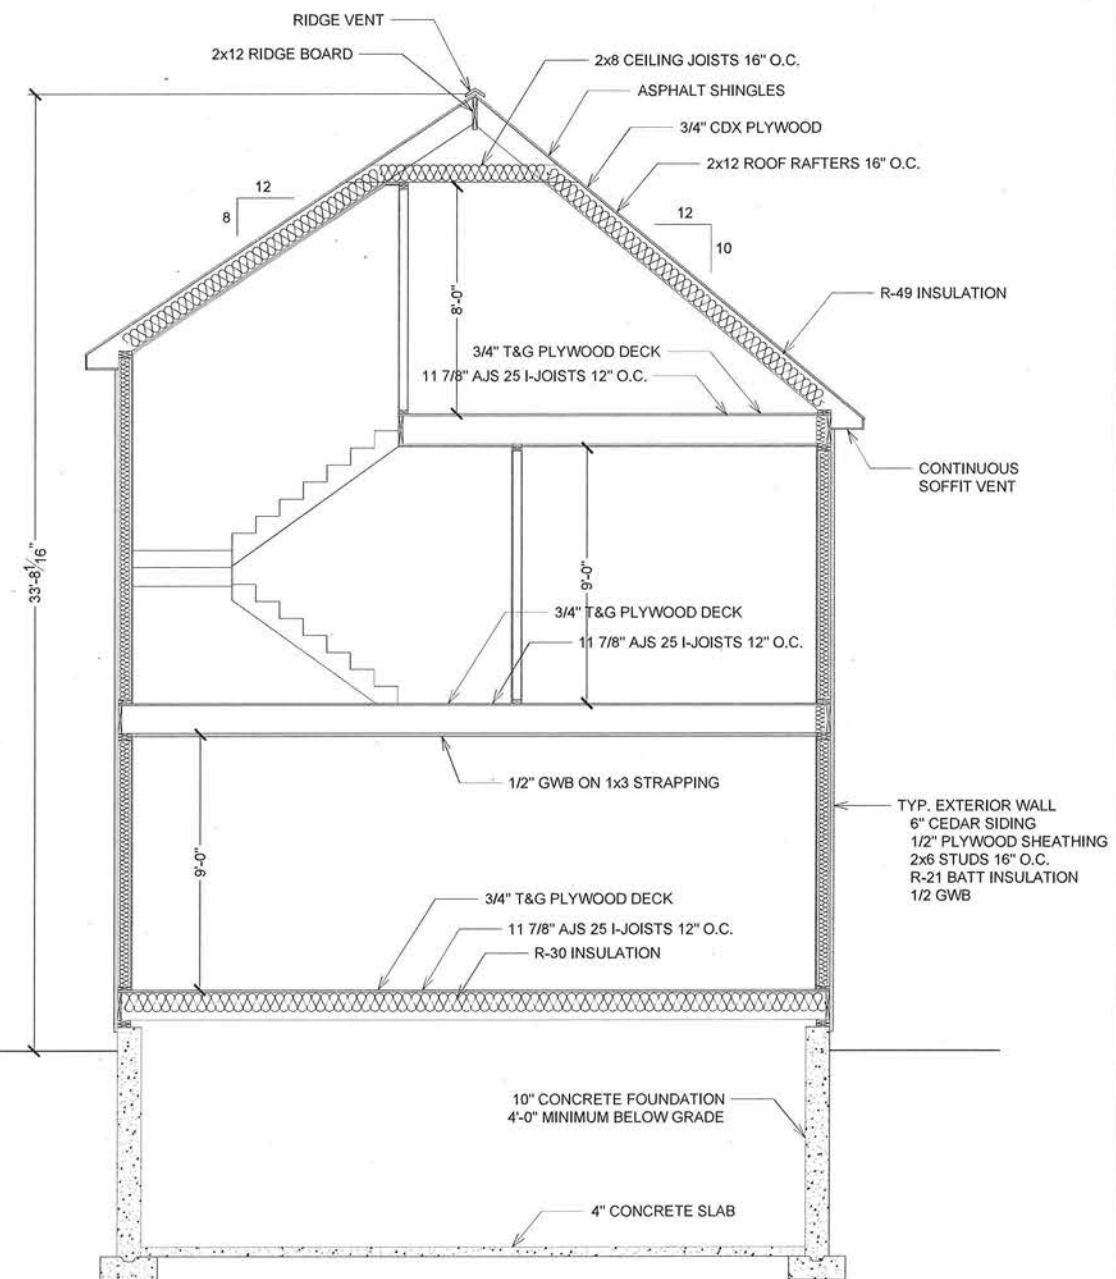 RIDGE VENT
2x12 RIDGE BOARD
2x8 CEILING JOISTS 16" O.C.
ASPHALT SHINGLES
3/4" CDX PLYWOOD
2x12 ROOF RAFTERS 16" O.C.
12
8
12
10
R-49 INSULATION
8'-0"
3/4" T&G PLYWOOD DECK
11 7/8" AJS 25 I-JOISTS 12" O.C.
CONTINUOUS
SOFFIT VENT
33'-8 1/16"
9'-0"
3/4" T&G PLYWOOD DECK
11 7/8" AJS 25 I-JOISTS 12" O.C.
1/2" GWB ON 1x3 STRAPPING
TYP. EXTERIOR WALL
6" CEDAR SIDING
1/2" PLYWOOD SHEATHING
2x6 STUDS 16" O.C.
R-21 BATT INSULATION
1/2 GWB
9'-0"
3/4" T&G PLYWOOD DECK
11 7/8" AJS 25 I-JOISTS 12" O.C.
R-30 INSULATION
10" CONCRETE FOUNDATION
4'-0" MINIMUM BELOW GRADE
4" CONCRETE SLAB